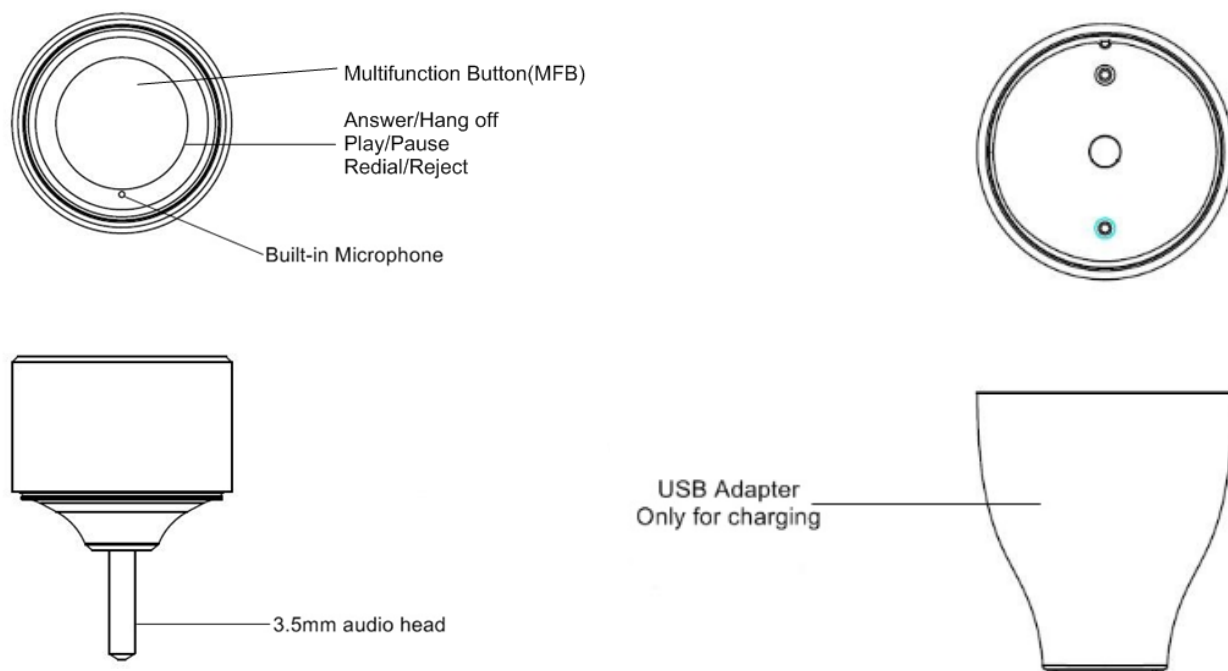 Multifunction Button(MFB)
Answer/Hang off
Play/Pause
Redial/Reject
Built-in Microphone
USB Adapter
Only for charging
3.5mm audio head